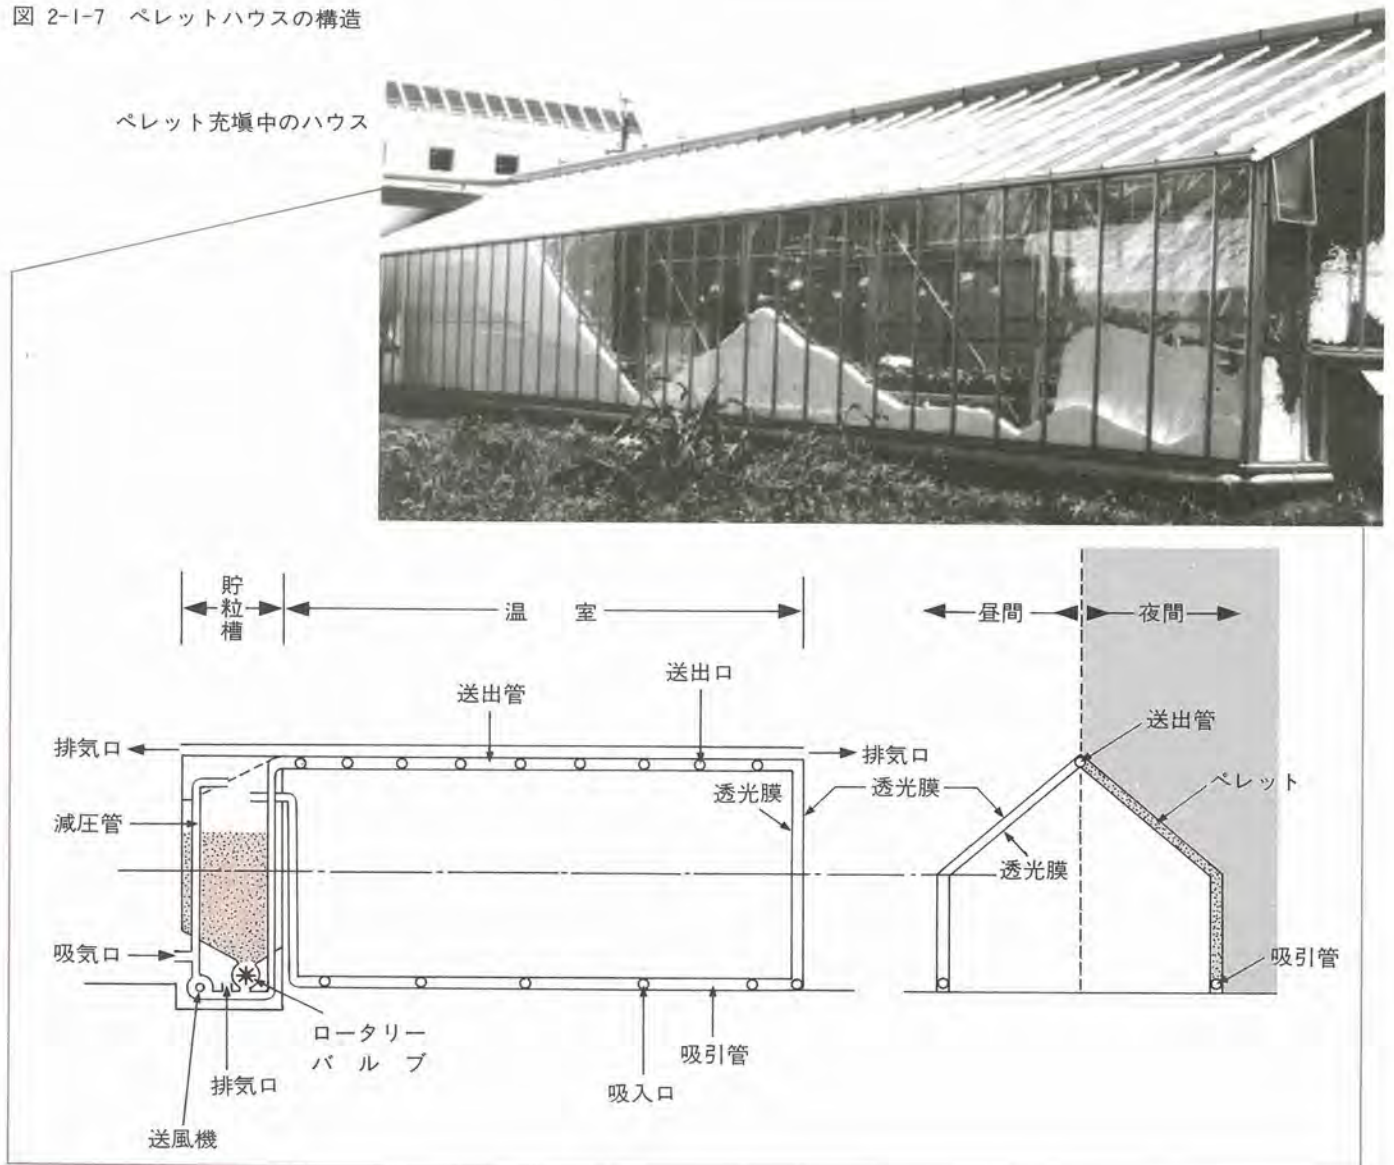 図 2-1-7 ペレットハウスの構造
ペレット充塡中のハウス
貯粒槽
温室
昼間
夜間
送出管
送出口
送出管
排気口
排気口
透光膜
透光膜
ペレット
減圧管
透光膜
吸気口
吸引管
ロータリー
バルブ
排気口
吸引管
吸入口
送風機